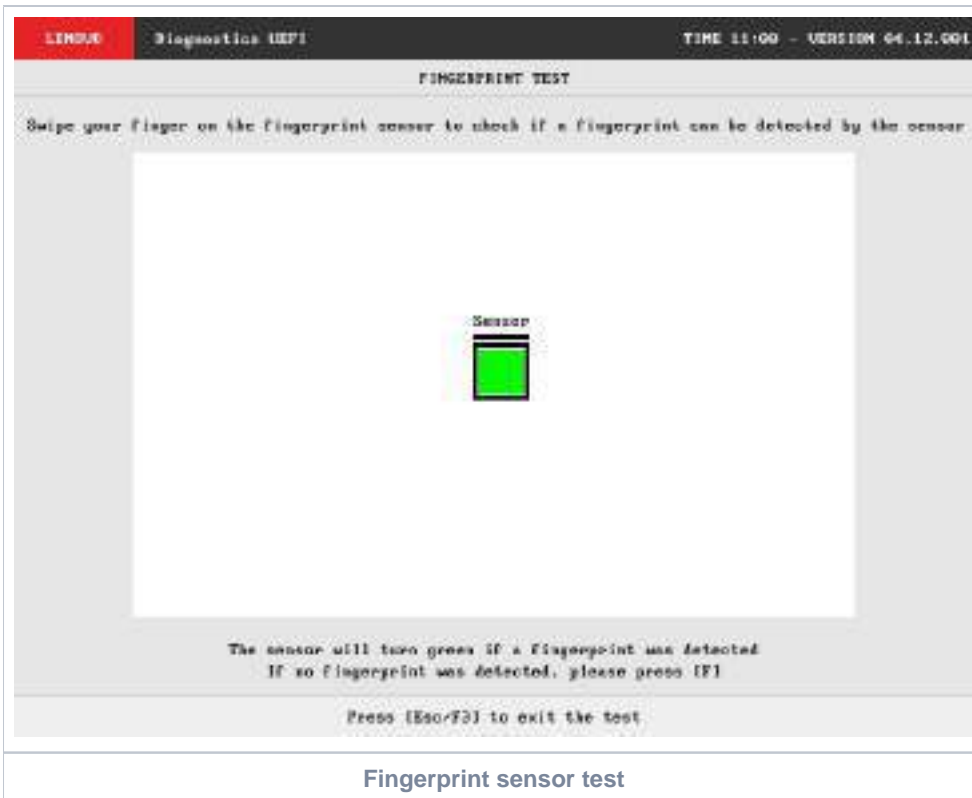 LENOVO Diagnostics UEFI TIME 11:00 - VERSION 04.12.001
FINGERPRINT TEST
Swipe your finger on the fingerprint sensor to check if a fingerprint can be detected by the sensor
Sensor
The sensor will turn green if a fingerprint was detected
If no fingerprint was detected, please press [F]
Press [Esc/F3] to exit the test
Fingerprint sensor test